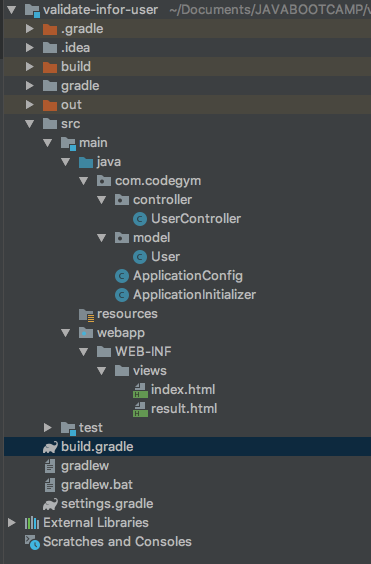 validate-infor-user ~/Documents/JAVABOOTCAMP/v
.gradle
.idea
build
gradle
out
src
main
java
com.codegym
controller
UserController
model
User
ApplicationConfig
ApplicationInitializer
resources
webapp
WEB-INF
views
index.html
result.html
test
build.gradle
gradlew
gradlew.bat
settings.gradle
External Libraries
Scratches and Consoles